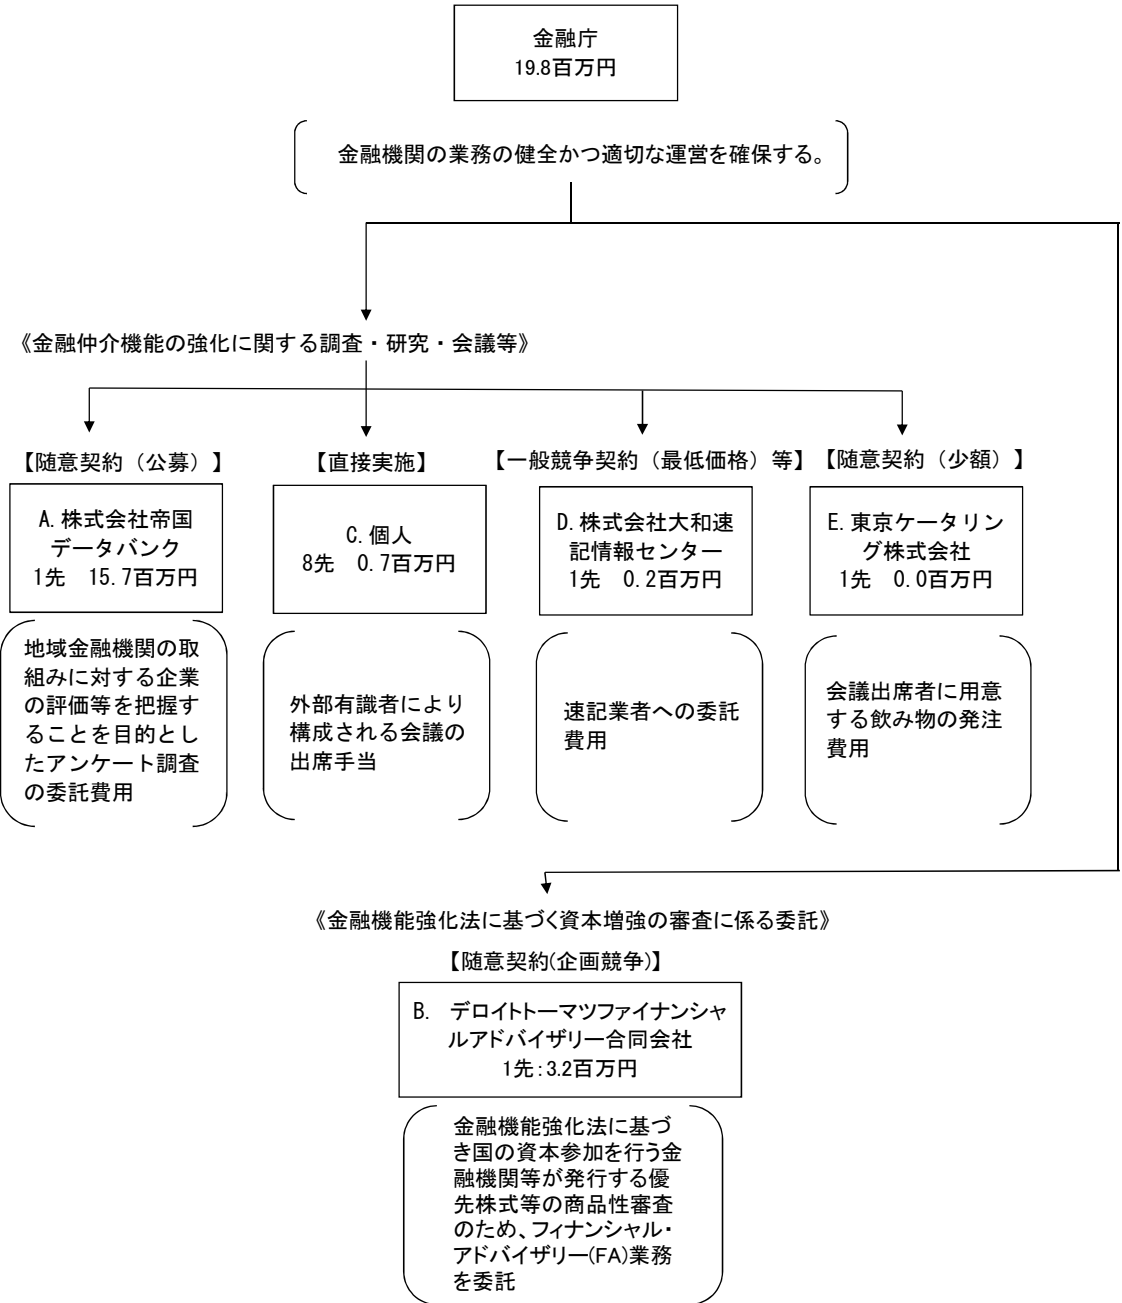 金融庁
19.8百万円
金融機関の業務の健全かつ適切な運営を確保する。
《金融仲介機能の強化に関する調査・研究・会議等》
【随意契約（公募）】
【直接実施】
【一般競争契約（最低価格）等】
【随意契約（少額）】
A.株式会社帝国
データバンク
1先　15.7百万円
C.個人
8先　0.7百万円
D.株式会社大和速
記情報センター
1先　0.2百万円
E.東京ケータリン
グ株式会社
1先　0.0百万円
地域金融機関の取
組みに対する企業
の評価等を把握す
ることを目的とし
たアンケート調査
の委託費用
外部有識者により
構成される会議の
出席手当
速記業者への委託
費用
会議出席者に用意
する飲み物の発注
費用
《金融機能強化法に基づく資本増強の審査に係る委託》
【随意契約(企画競争)】
B.　デロイトトーマツファイナンシャ
ルアドバイザリー合同会社
1先：3.2百万円
金融機能強化法に基づ
き国の資本参加を行う金
融機関等が発行する優
先株式等の商品性審査
のため、フィナンシャル・
アドバイザリー(FA)業務
を委託